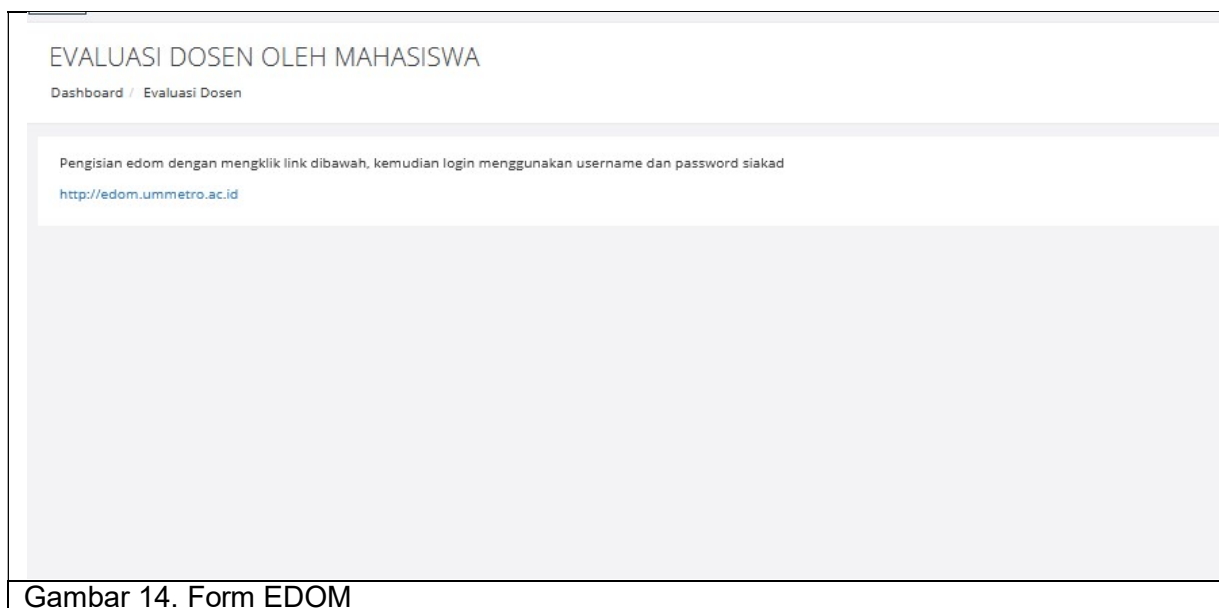 EVALUASI DOSEN OLEH MAHASISWA
Dashboard / Evaluasi Dosen
Pengisian edom dengan mengklik link dibawah, kemudian login menggunakan username dan password siakad
http://edom.ummetro.ac.id
Gambar 14. Form EDOM